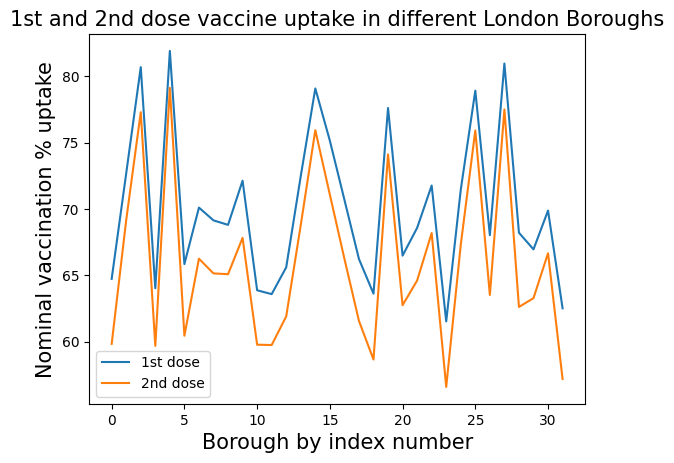 1st and 2nd dose vaccine uptake in different London Boroughs
Nominal vaccination % uptake
80
75
70
65
60
1st dose
2nd dose
0 5 10 15 20 25 30
Borough by index number